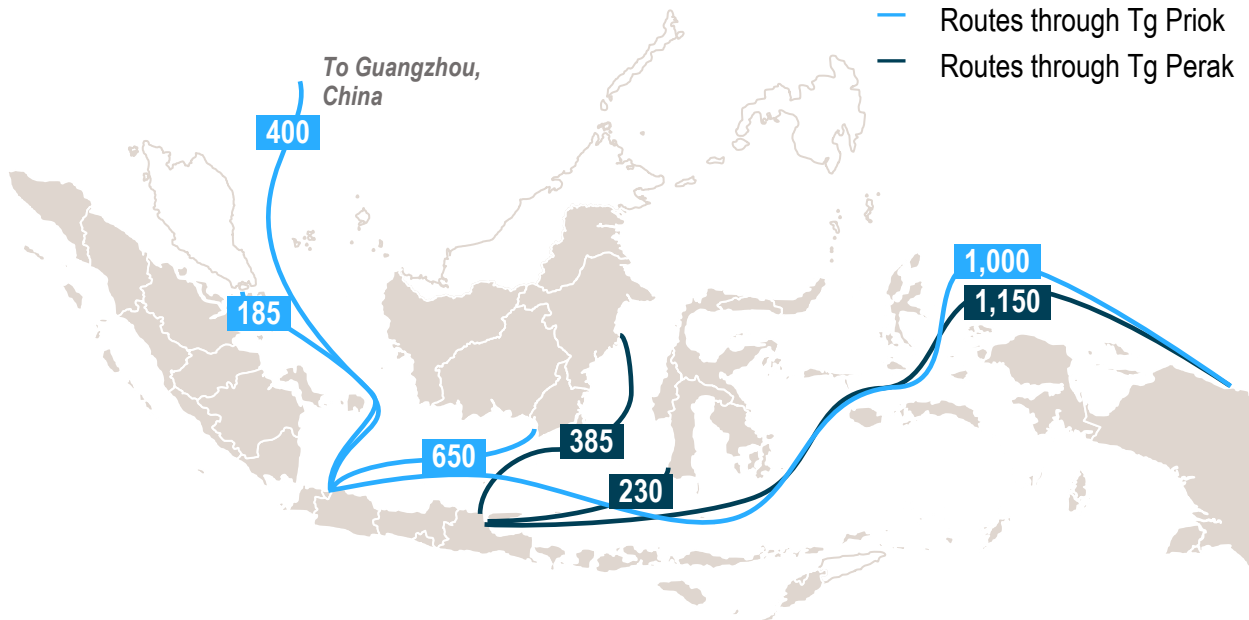 Routes through Tg Priok
Routes through Tg Perak
To Guangzhou,
China
400
185
1,000
1,150
650
385
230